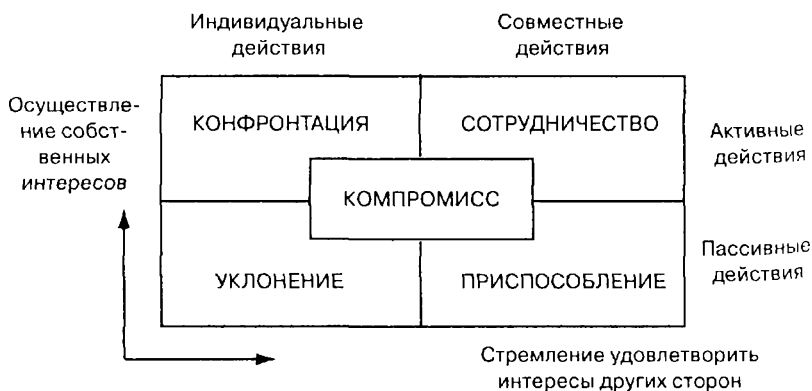 Индивидуальные
действия
Совместные
действия
Осуществле-
ние собст-
венных
интересов
КОНФРОНТАЦИЯ
СОТРУДНИЧЕСТВО
Активные
действия
КОМПРОМИСС
УКЛОНЕНИЕ
ПРИСПОСОБЛЕНИЕ
Пассивные
действия
Стремление удовлетворить
интересы других сторон